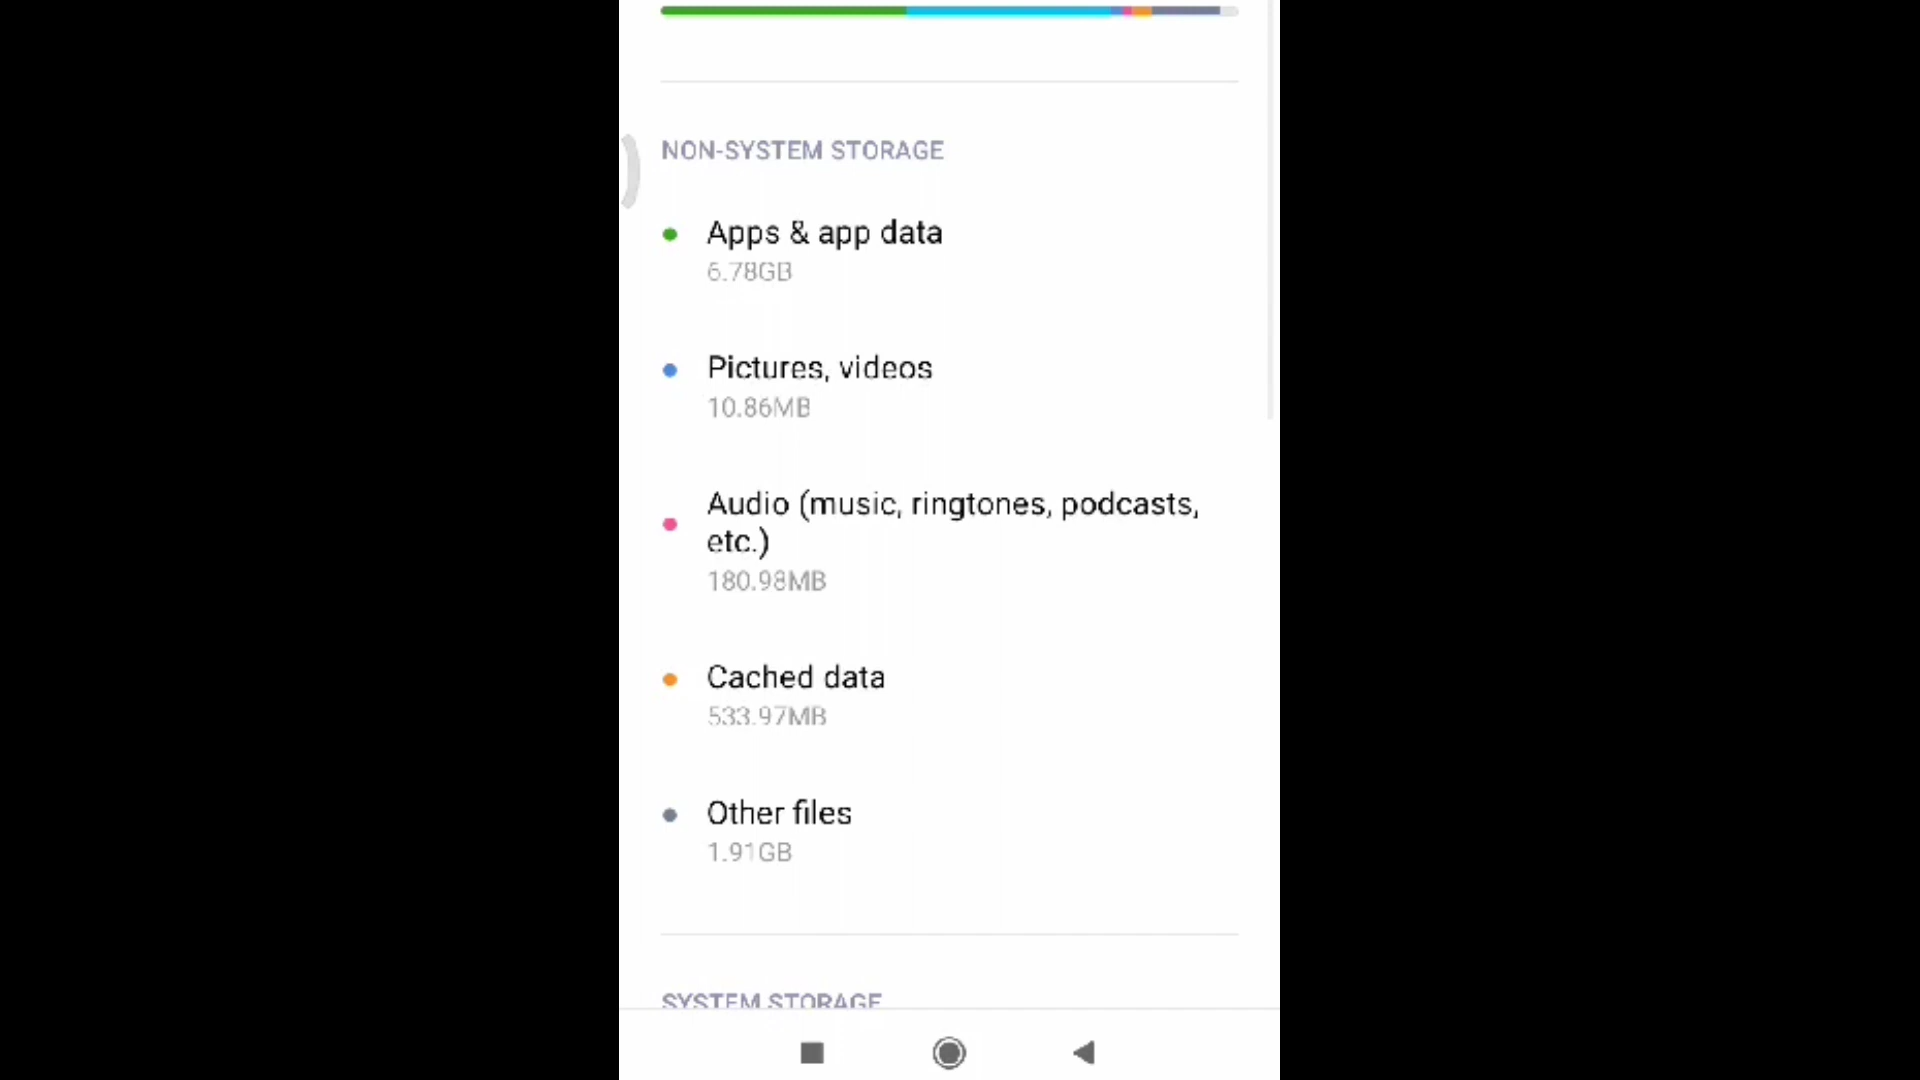 NON-SYSTEM STORAGE
Apps & app data
6.78GB
Pictures, videos
10.86MB
Audio (music, ringtones, podcasts,
etc.)
180.98MB
Cached data
533.97MB
Other files
1.91GB
SYSTEM STORAGE